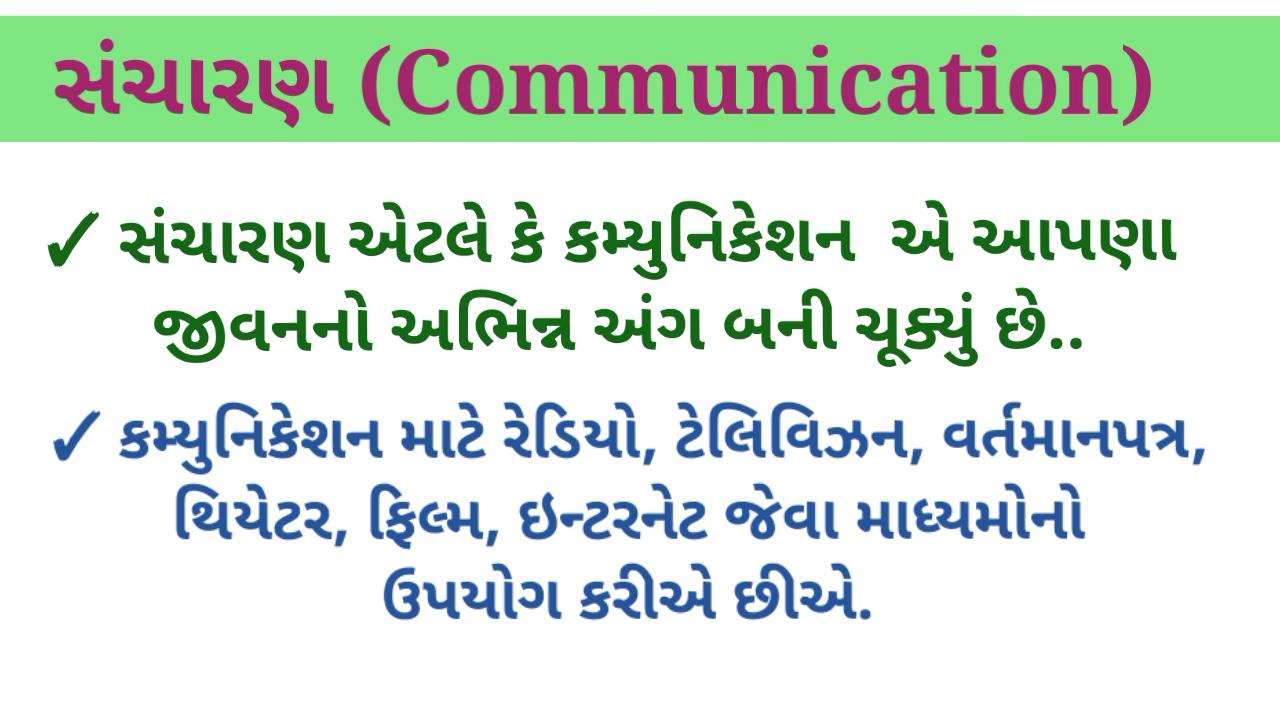 સંચારણ (Communication)
✓ સંચારણ એટલે કે કમ્યુનિકેશન એ આપણા
જીવનનો અભિન્ન અંગ બની ચૂક્યું છે..
✓ કમ્યુનિકેશન માટે રેડિયો, ટેલિવિઝન, વર્તમાનપત્ર,
થિયેટર, ફિલ્મ, ઇન્ટરનેટ જેવા માધ્યમોનો
ઉપયોગ કરીએ છીએ.